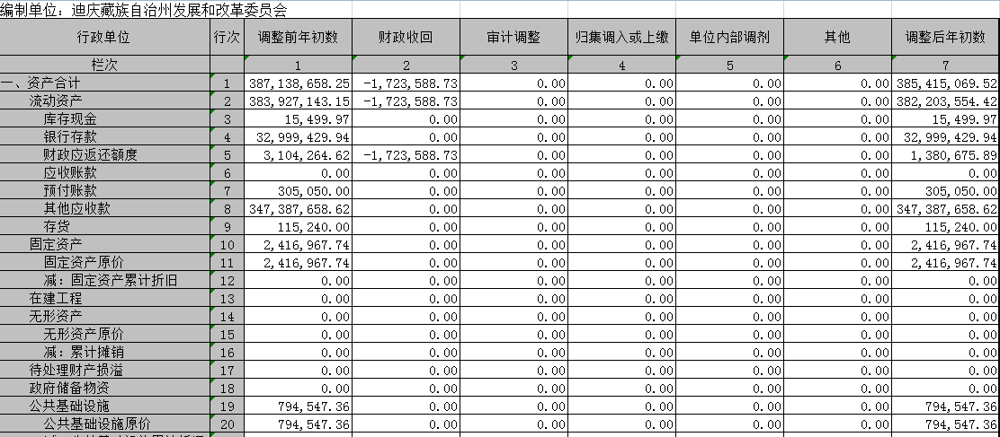 编制单位：迪庆藏族自治州发展和改革委员会
行政单位 行次 调整前年初数 财政收回 审计调整 归集调入或上缴 单位内部调剂 其他 调整后年初数
栏次 1 2 3 4 5 6 7
一、资产合计 1 387,138,658.25 -1,723,588.73 0.00 0.00 0.00 0.00 385,415,069.52
流动资产 2 383,927,143.15 -1,723,588.73 0.00 0.00 0.00 0.00 382,203,554.42
库存现金 3 15,499.97 0.00 0.00 0.00 0.00 0.00 15,499.97
银行存款 4 32,999,429.94 0.00 0.00 0.00 0.00 0.00 32,999,429.94
财政应返还额度 5 3,104,264.62 -1,723,588.73 0.00 0.00 0.00 0.00 1,380,675.89
应收账款 6 0.00 0.00 0.00 0.00 0.00 0.00 0.00
预付账款 7 305,050.00 0.00 0.00 0.00 0.00 0.00 305,050.00
其他应收款 8 347,387,658.62 0.00 0.00 0.00 0.00 0.00 347,387,658.62
存货 9 115,240.00 0.00 0.00 0.00 0.00 0.00 115,240.00
固定资产 10 2,416,967.74 0.00 0.00 0.00 0.00 0.00 2,416,967.74
固定资产原价 11 2,416,967.74 0.00 0.00 0.00 0.00 0.00 2,416,967.74
减：固定资产累计折旧 12 0.00 0.00 0.00 0.00 0.00 0.00 0.00
在建工程 13 0.00 0.00 0.00 0.00 0.00 0.00 0.00
无形资产 14 0.00 0.00 0.00 0.00 0.00 0.00 0.00
无形资产原价 15 0.00 0.00 0.00 0.00 0.00 0.00 0.00
减：累计摊销 16 0.00 0.00 0.00 0.00 0.00 0.00 0.00
待处理财产损溢 17 0.00 0.00 0.00 0.00 0.00 0.00 0.00
政府储备物资 18 0.00 0.00 0.00 0.00 0.00 0.00 0.00
公共基础设施 19 794,547.36 0.00 0.00 0.00 0.00 0.00 794,547.36
公共基础设施原价 20 794,547.36 0.00 0.00 0.00 0.00 0.00 794,547.36